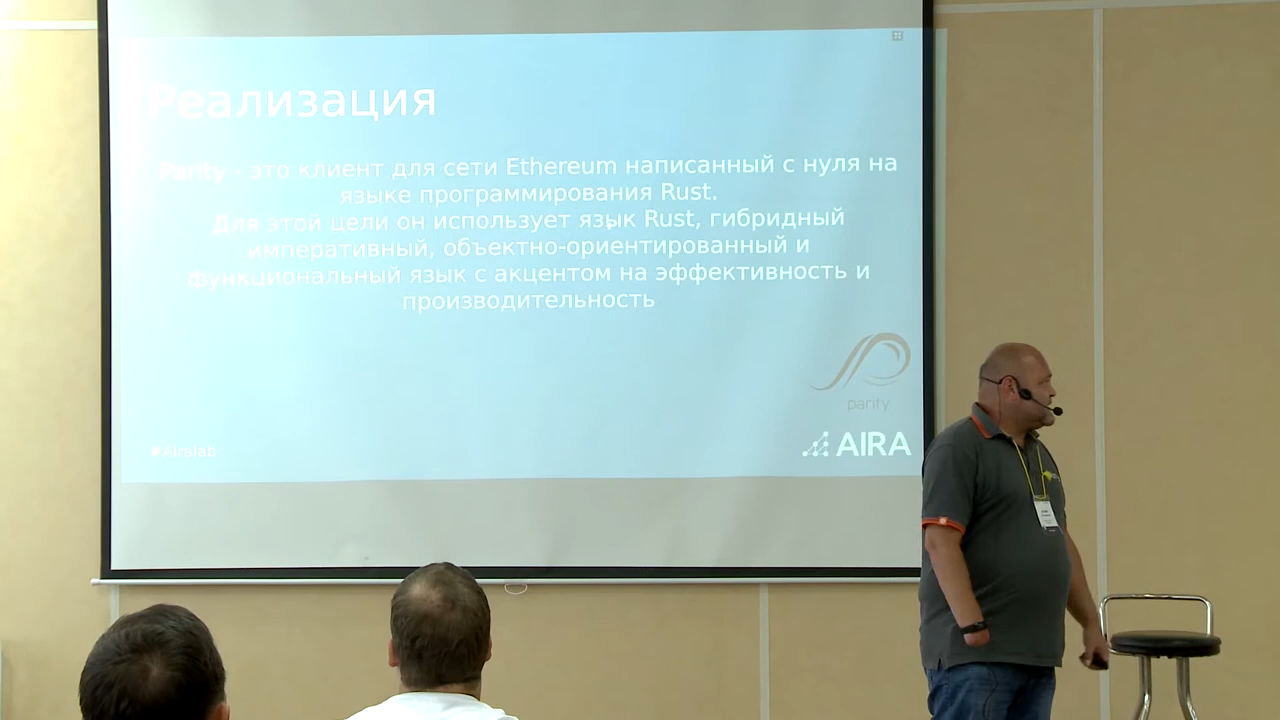 Реализация
Parity - это клиент для сети Ethereum написанный с нуля на
языке программирования Rust.
Для этой цели он использует язык Rust, гибридный
императивный, объектно-ориентированный и
функциональный язык с акцентом на эффективность и
производительность
parity
AIRA
#Airalab